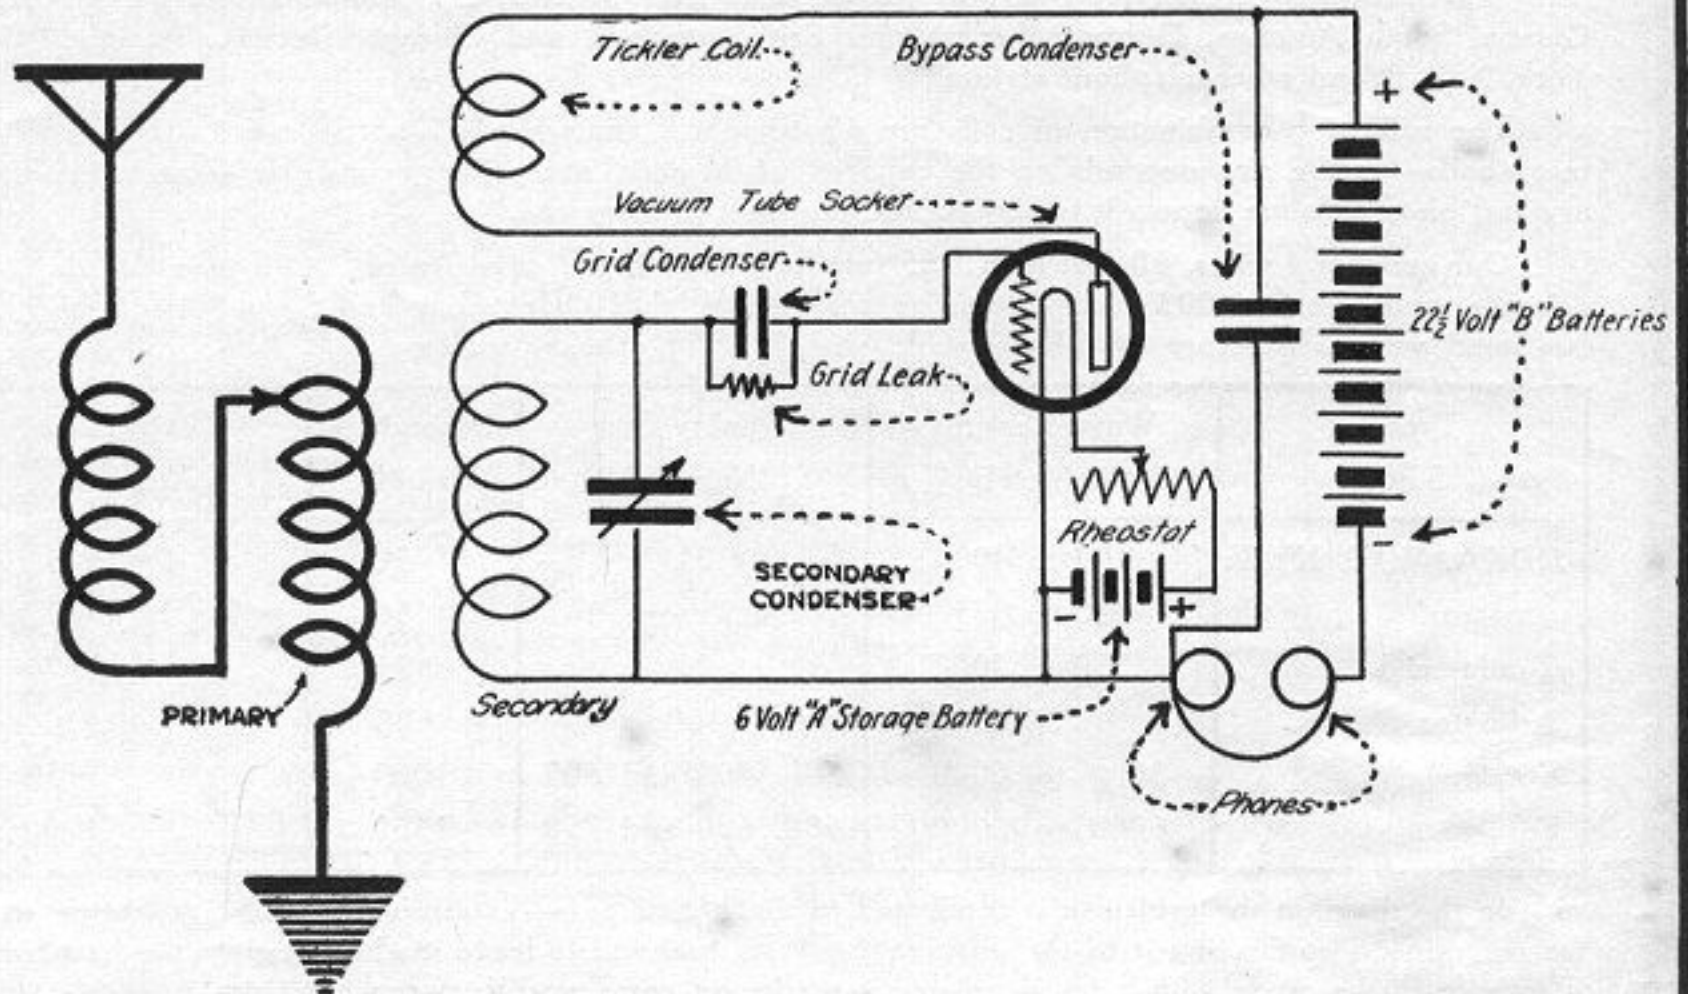 Tickler Coil
Bypass Condenser
+
Vacuum Tube Socket
Grid Condenser
22½ Volt "B" Batteries
Grid Leak
Rheostat
-
SECONDARY
CONDENSER
-
+
PRIMARY
Secondary
6 Volt "A" Storage Battery
Phones